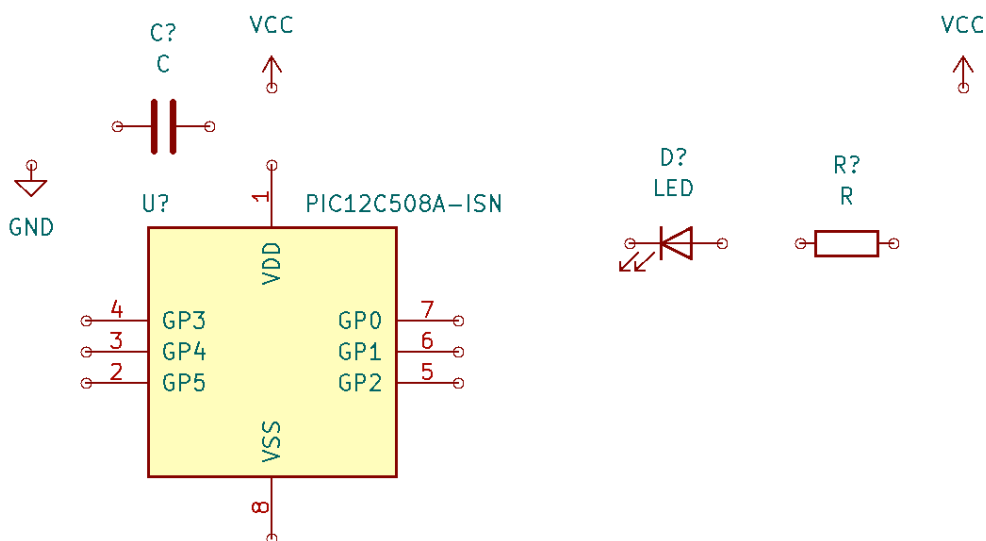 C?
C
VCC
VCC
D?
LED
R?
R
GND
U?
PIC12C508A-ISN
1
VDD
4
GP3
GP0
7
3
GP4
GP1
6
2
GP5
GP2
5
VSS
8